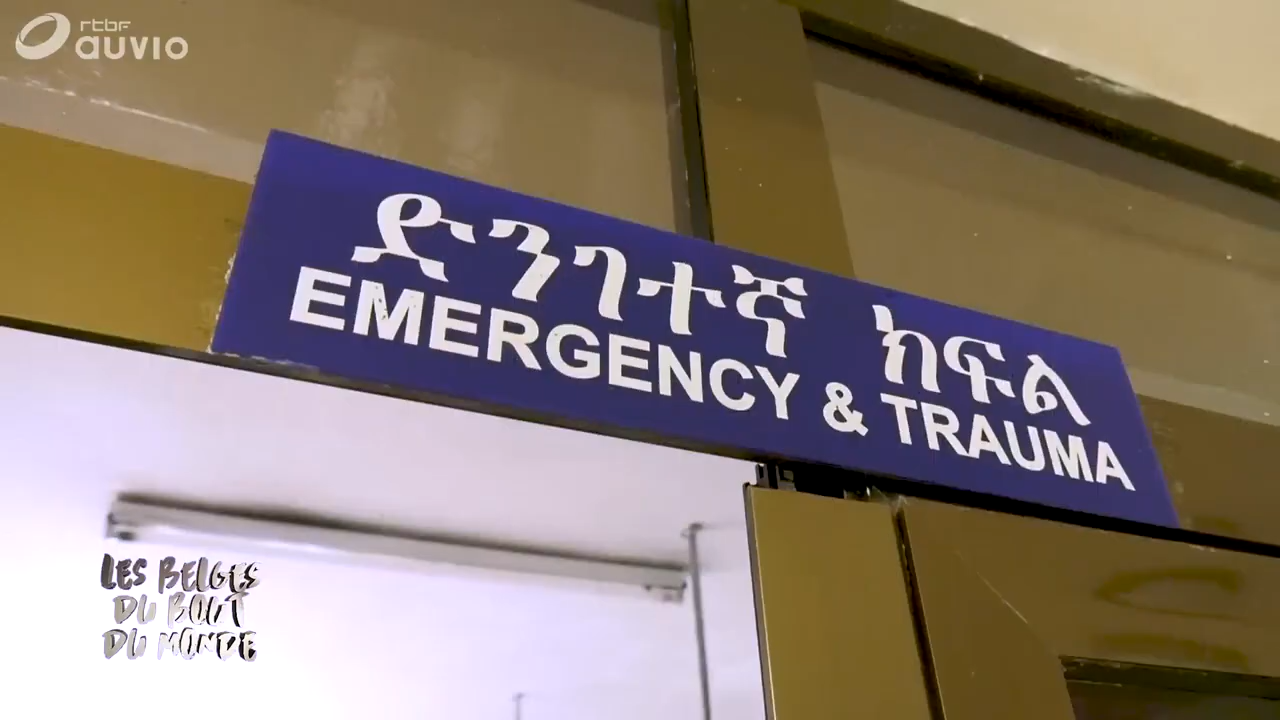 rtbf
auvio
ድንገተኛ ክፍል
EMERGENCY & TRAUMA
LES BELGES
DU BOUT
DU MONDE